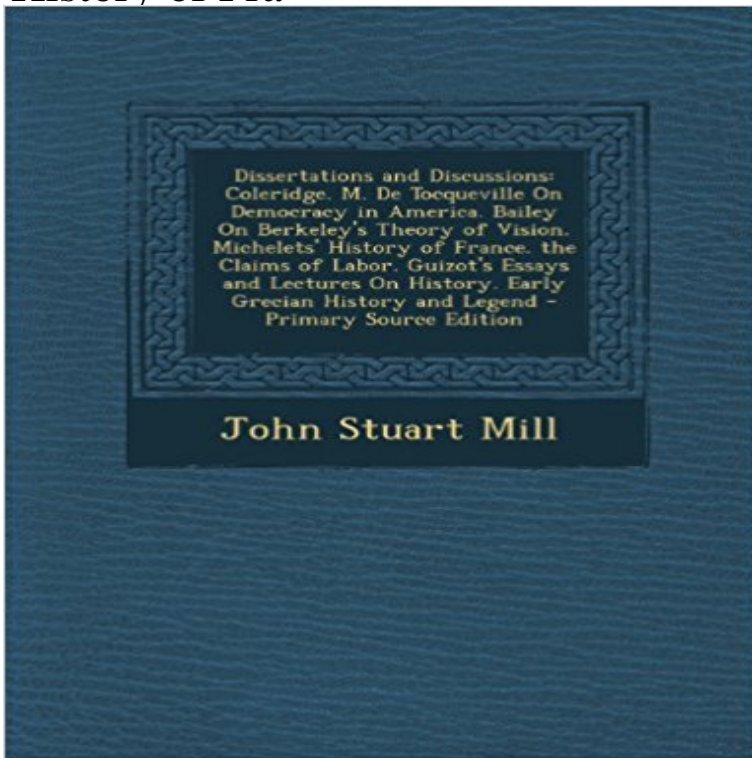 Dissertations and Discussions:
Coleridge. M. De Tocqueville On
Democracy in America. Bailey
On Berkeley's Theory of Vision.
Michelets' History of France. the
Claims of Labor. Guizot's Essays
and Lectures On History. Early
Grecian History and Legend -
Primary Source Edition
John Stuart Mill